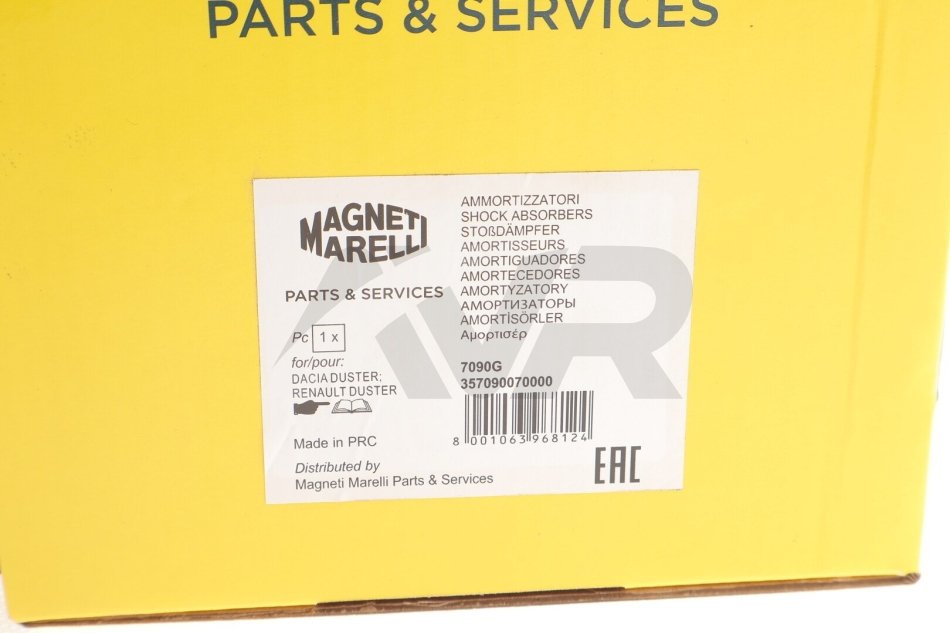 PARTS & SERVICES
MAGNETI
MARELLI
PARTS & SERVICES
Pc 1 x
for/pour:
DACIA DUSTER;
RENAULT DUSTER
Made in PRC
Distributed by
Magneti Marelli Parts & Services
AMMORTIZZATORI
SHOCK ABSORBERS
STOßDÄMPFER
AMORTISSEURS
AMORTIGUADORES
AMORTECEDORES
AMORTYZATORY
АМОРТИЗАТОРЫ
AMORTİSÖRLER
Αμορτισέρ
7090G
357090070000
8 001063 968124
EAC
AVR